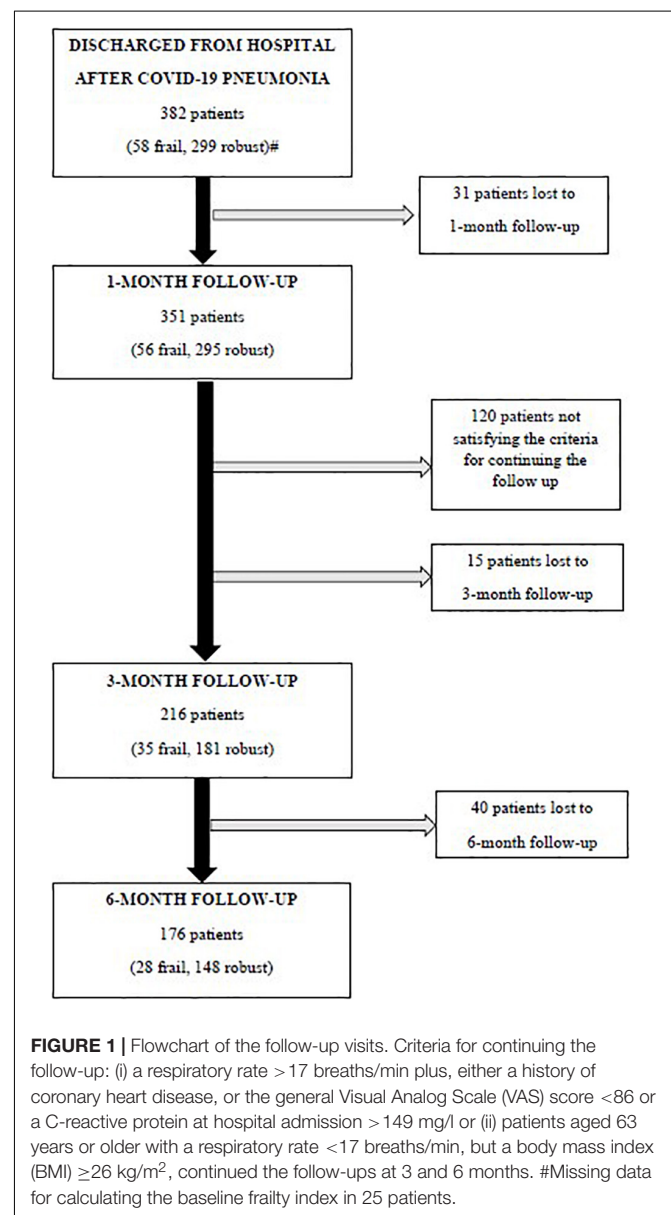 DISCHARGED FROM HOSPITAL
AFTER COVID-19 PNEUMONIA
382 patients
(58 frail, 299 robust)#
31 patients lost to
1-month follow-up
1-MONTH FOLLOW-UP
351 patients
(56 frail, 295 robust)
120 patients not
satisfying the criteria
for continuing the
follow up
15 patients lost to
3-month follow-up
3-MONTH FOLLOW-UP
216 patients
(35 frail, 181 robust)
40 patients lost to
6-month follow-up
6-MONTH FOLLOW-UP
176 patients
(28 frail, 148 robust)
FIGURE 1 | Flowchart of the follow-up visits. Criteria for continuing the
follow-up: (i) a respiratory rate >17 breaths/min plus, either a history of
coronary heart disease, or the general Visual Analog Scale (VAS) score <86 or
a C-reactive protein at hospital admission >149 mg/l or (ii) patients aged 63
years or older with a respiratory rate <17 breaths/min, but a body mass index
(BMI) ≥26 kg/m², continued the follow-ups at 3 and 6 months. #Missing data
for calculating the baseline frailty index in 25 patients.